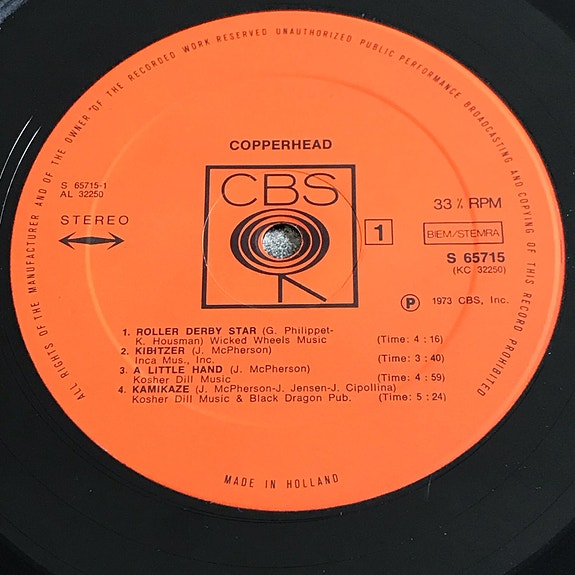 ALL RIGHTS OF THE MANUFACTURER AND OF THE OWNER OF THE RECORDED WORK RESERVED UNAUTHORIZED PUBLIC PERFORMANCE BROADCASTING AND COPYING OF THIS RECORD PROHIBITED
COPPERHEAD
CBS
S 65715-1
AL 32250
STEREO
1
33⅓ RPM
BIEM/STEMRA
S 65715
(KC 32250)
Ⓟ 1973 CBS, Inc.
1. ROLLER DERBY STAR (G. Philippet-
K. Housman) Wicked Wheels Music (Time: 4 : 16)
2. KIBITZER (J. McPherson)
Inca Mus., Inc. (Time: 3 : 40)
3. A LITTLE HAND (J. McPherson)
Kosher Dill Music (Time: 4 : 59)
4. KAMIKAZE (J. McPherson-J. Jensen-J. Cipollina)
Kosher Dill Music & Black Dragon Pub. (Time: 5 : 24)
MADE IN HOLLAND